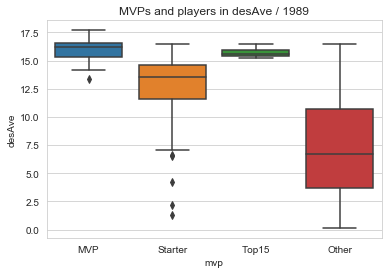 MVPs and players in desAve / 1989
17.5
15.0
12.5
10.0
7.5
5.0
2.5
0.0
desAve
MVP Starter Top15 Other
mvp